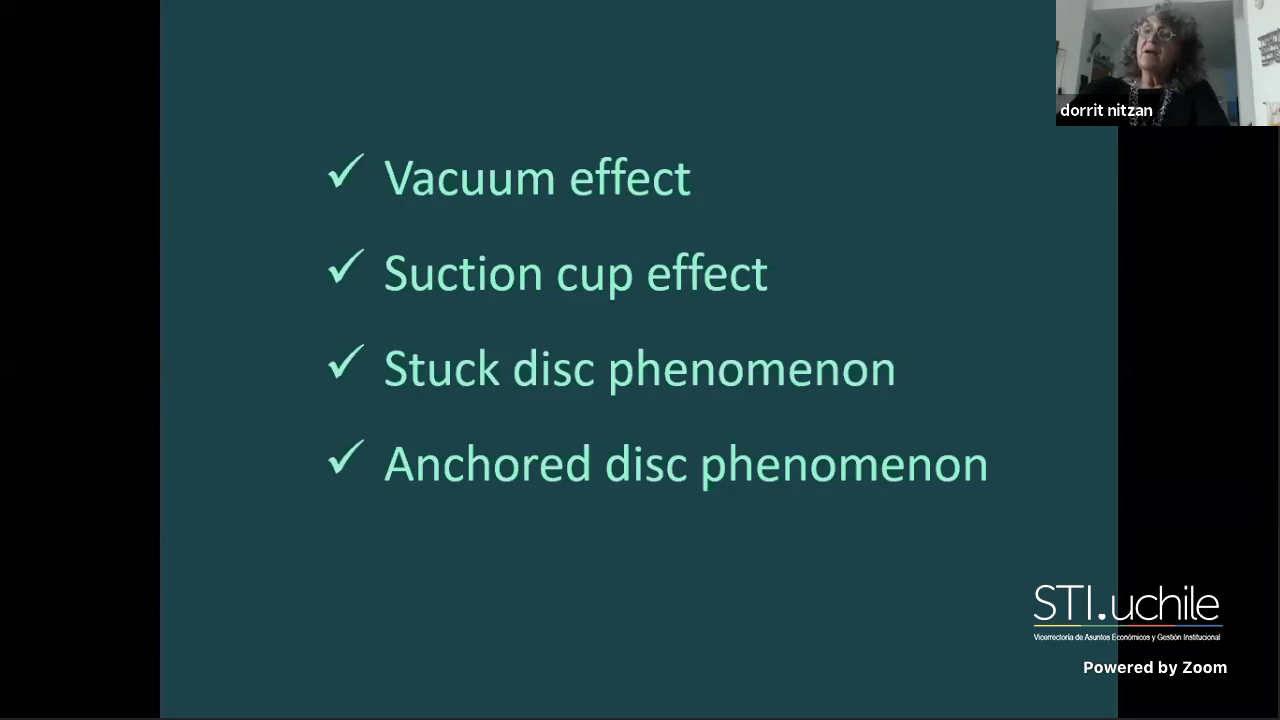 dorrit nitzan
✓ Vacuum effect
✓ Suction cup effect
✓ Stuck disc phenomenon
✓ Anchored disc phenomenon
STI.uchile
Vicerrectoría de Asuntos Económicos y Gestión Institucional
Powered by Zoom